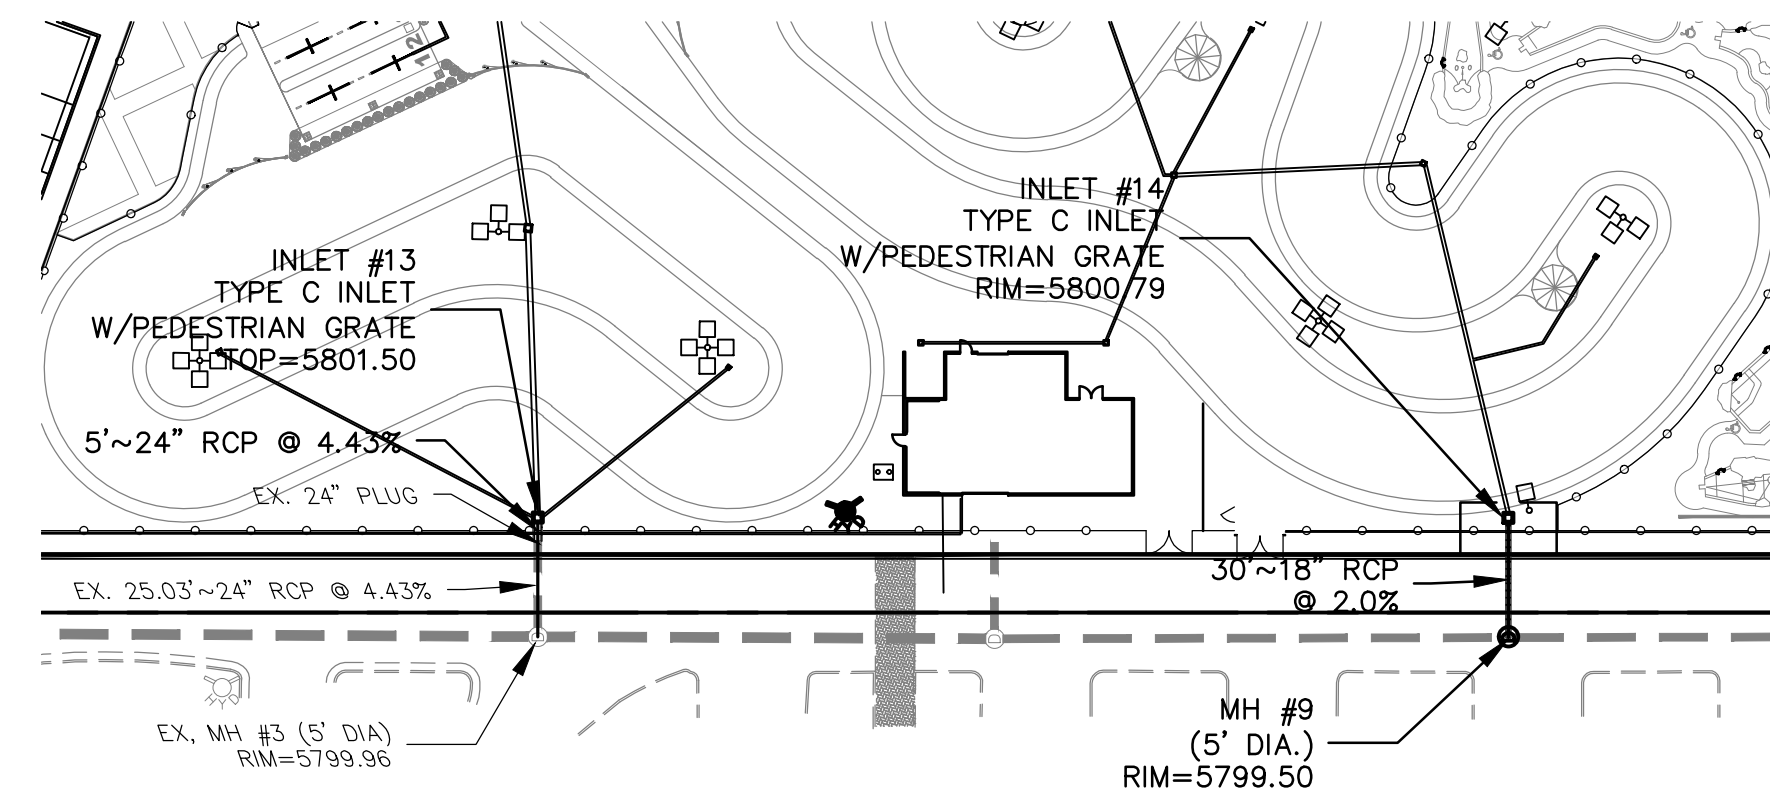 1 2
INLET #14
TYPE C INLET
W/PEDESTRIAN GRATE
RIM=5800.79
INLET #13
TYPE C INLET
W/PEDESTRIAN GRATE
TOP=5801.50
5'~24" RCP @ 4.43%
EX. 24" PLUG
EX. 25.03'~24" RCP @ 4.43%
30'~18" RCP
@ 2.0%
EX, MH #3 (5' DIA)
RIM=5799.96
MH #9
(5' DIA.)
RIM=5799.50